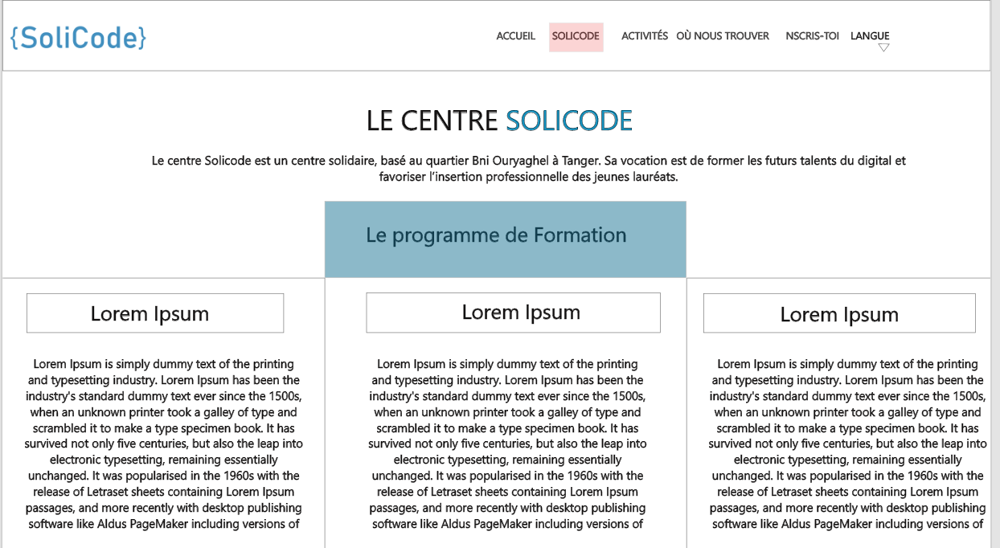 {SoliCode}
ACCUEIL SOLICODE ACTIVITÉS OÙ NOUS TROUVER NSCRIS-TOI LANGUE
LE CENTRE SOLICODE
Le centre Solicode est un centre solidaire, basé au quartier Bni Ouryaghel à Tanger. Sa vocation est de former les futurs talents du digital et
favoriser l'insertion professionnelle des jeunes lauréats.
Le programme de Formation
Lorem Ipsum
Lorem Ipsum is simply dummy text of the printing
and typesetting industry. Lorem Ipsum has been the
industry's standard dummy text ever since the 1500s,
when an unknown printer took a galley of type and
scrambled it to make a type specimen book. It has
survived not only five centuries, but also the leap into
electronic typesetting, remaining essentially
unchanged. It was popularised in the 1960s with the
release of Letraset sheets containing Lorem Ipsum
passages, and more recently with desktop publishing
software like Aldus PageMaker including versions of
Lorem Ipsum
Lorem Ipsum is simply dummy text of the printing
and typesetting industry. Lorem Ipsum has been the
industry's standard dummy text ever since the 1500s,
when an unknown printer took a galley of type and
scrambled it to make a type specimen book. It has
survived not only five centuries, but also the leap into
electronic typesetting, remaining essentially
unchanged. It was popularised in the 1960s with the
release of Letraset sheets containing Lorem Ipsum
passages, and more recently with desktop publishing
software like Aldus PageMaker including versions of
Lorem Ipsum
Lorem Ipsum is simply dummy text of the printing
and typesetting industry. Lorem Ipsum has been the
industry's standard dummy text ever since the 1500s,
when an unknown printer took a galley of type and
scrambled it to make a type specimen book. It has
survived not only five centuries, but also the leap into
electronic typesetting, remaining essentially
unchanged. It was popularised in the 1960s with the
release of Letraset sheets containing Lorem Ipsum
passages, and more recently with desktop publishing
software like Aldus PageMaker including versions of